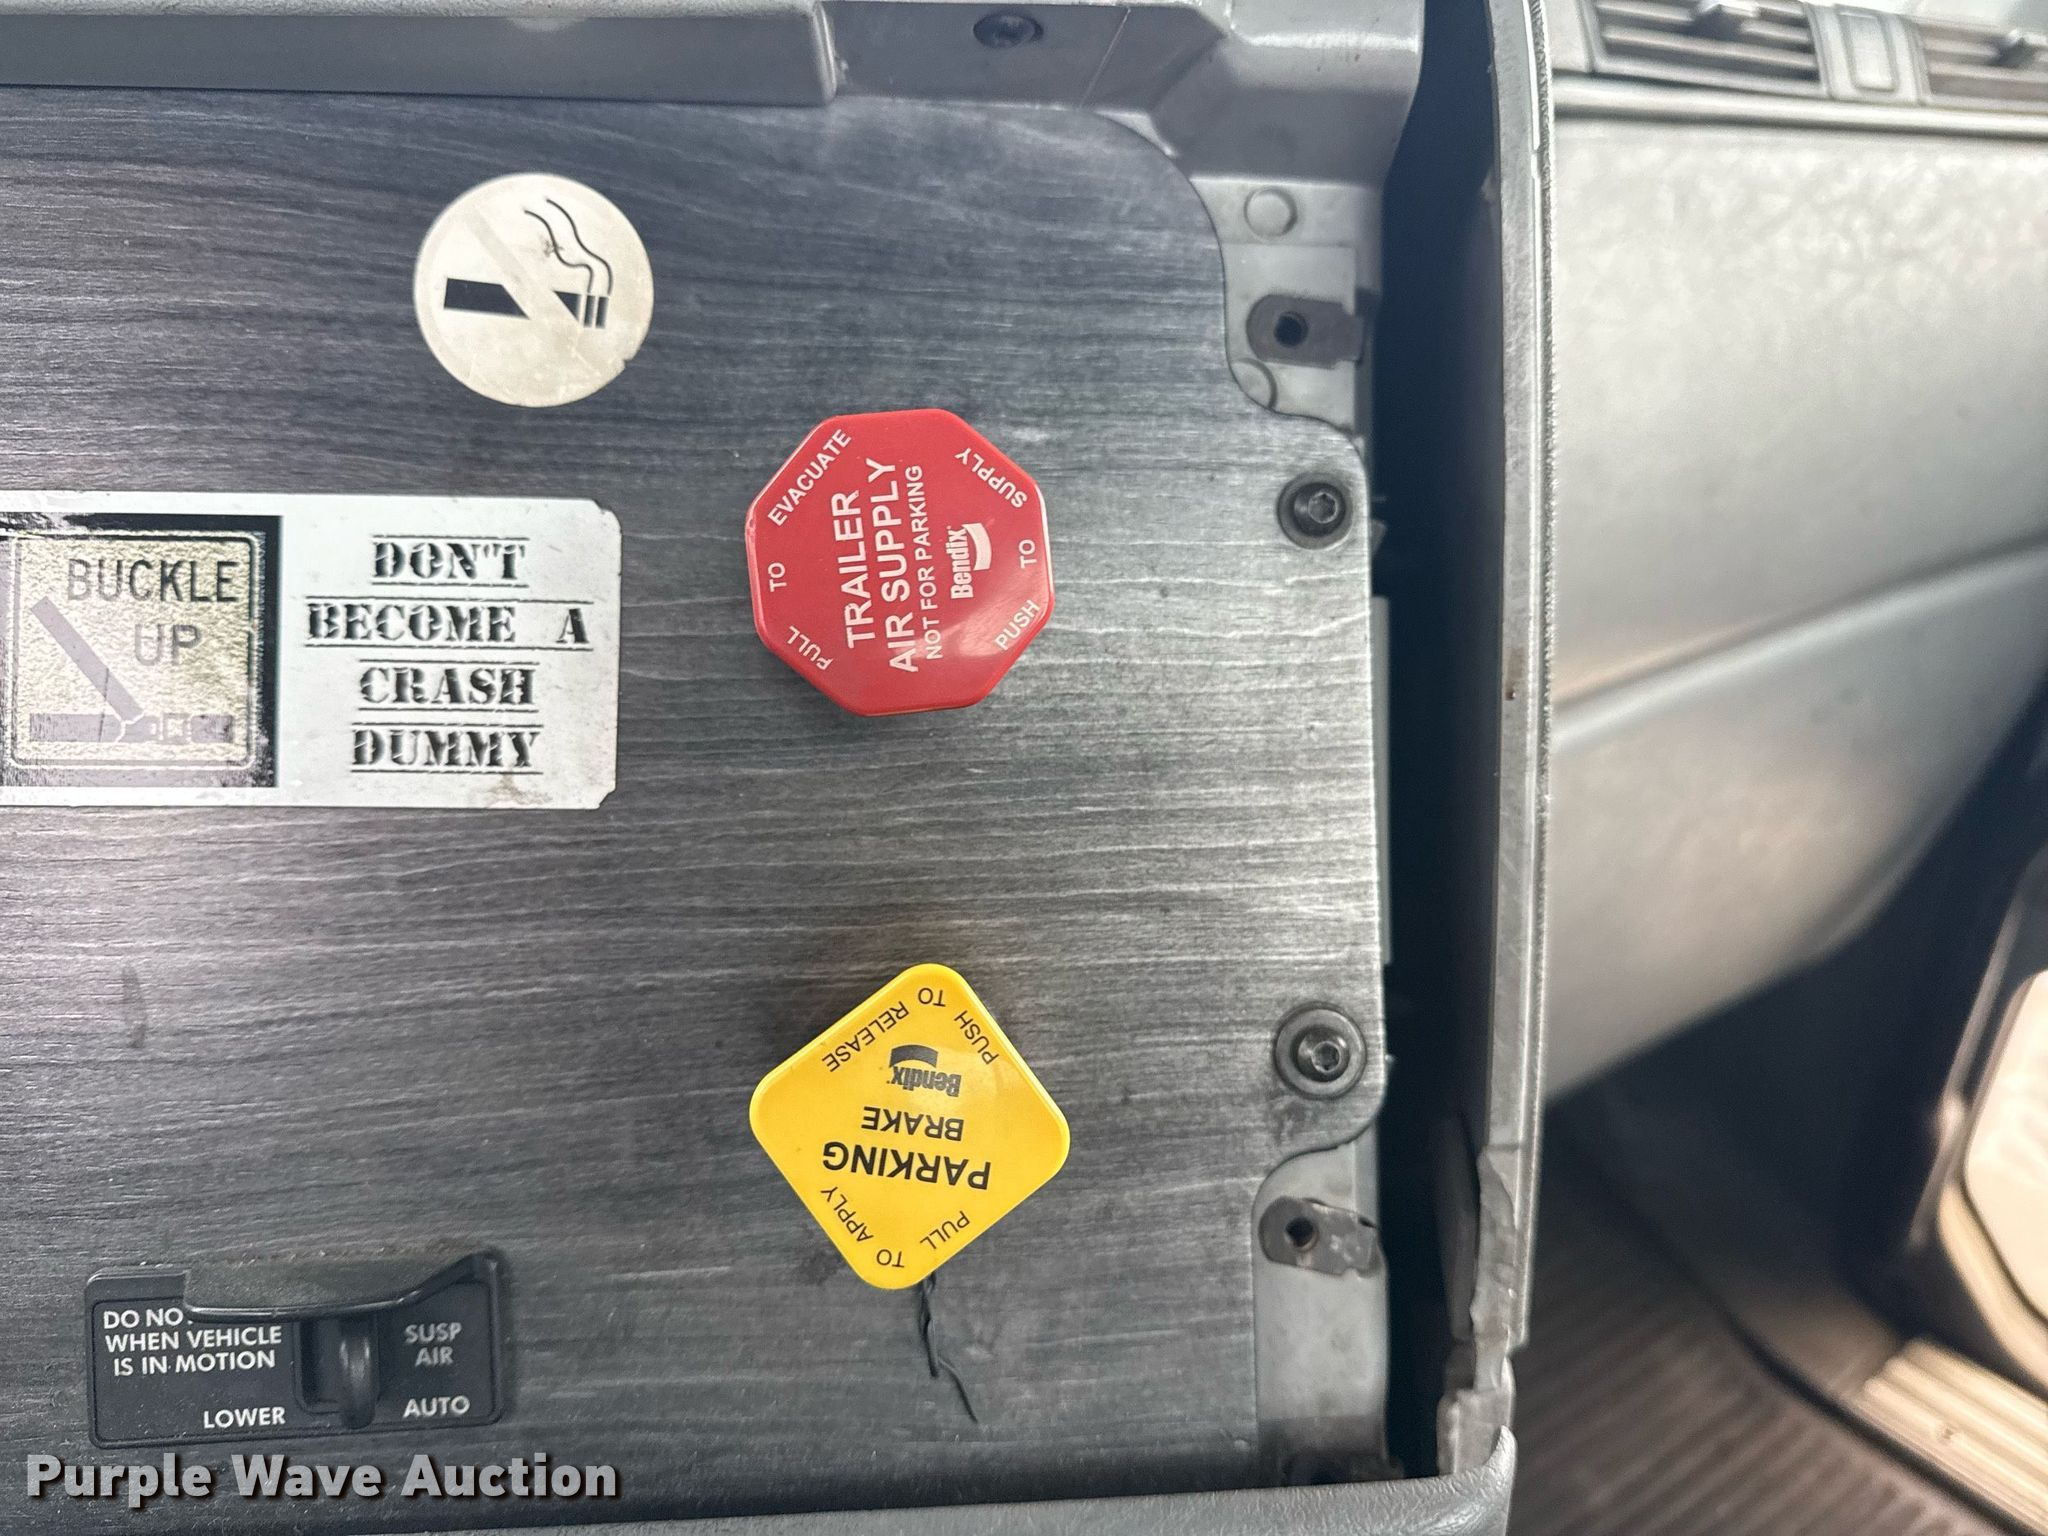 BUCKLE
UP
DON'T
BECOME A
CRASH
DUMMY
PULL TO EVACUATE
TRAILER
AIR SUPPLY
NOT FOR PARKING
Bendix
PUSH TO SUPPLY
PUSH TO RELEASE
Bendix
PARKING
BRAKE
PULL TO APPLY
DO NO
WHEN VEHICLE
IS IN MOTION
LOWER
SUSP
AIR
AUTO
Purple Wave Auction